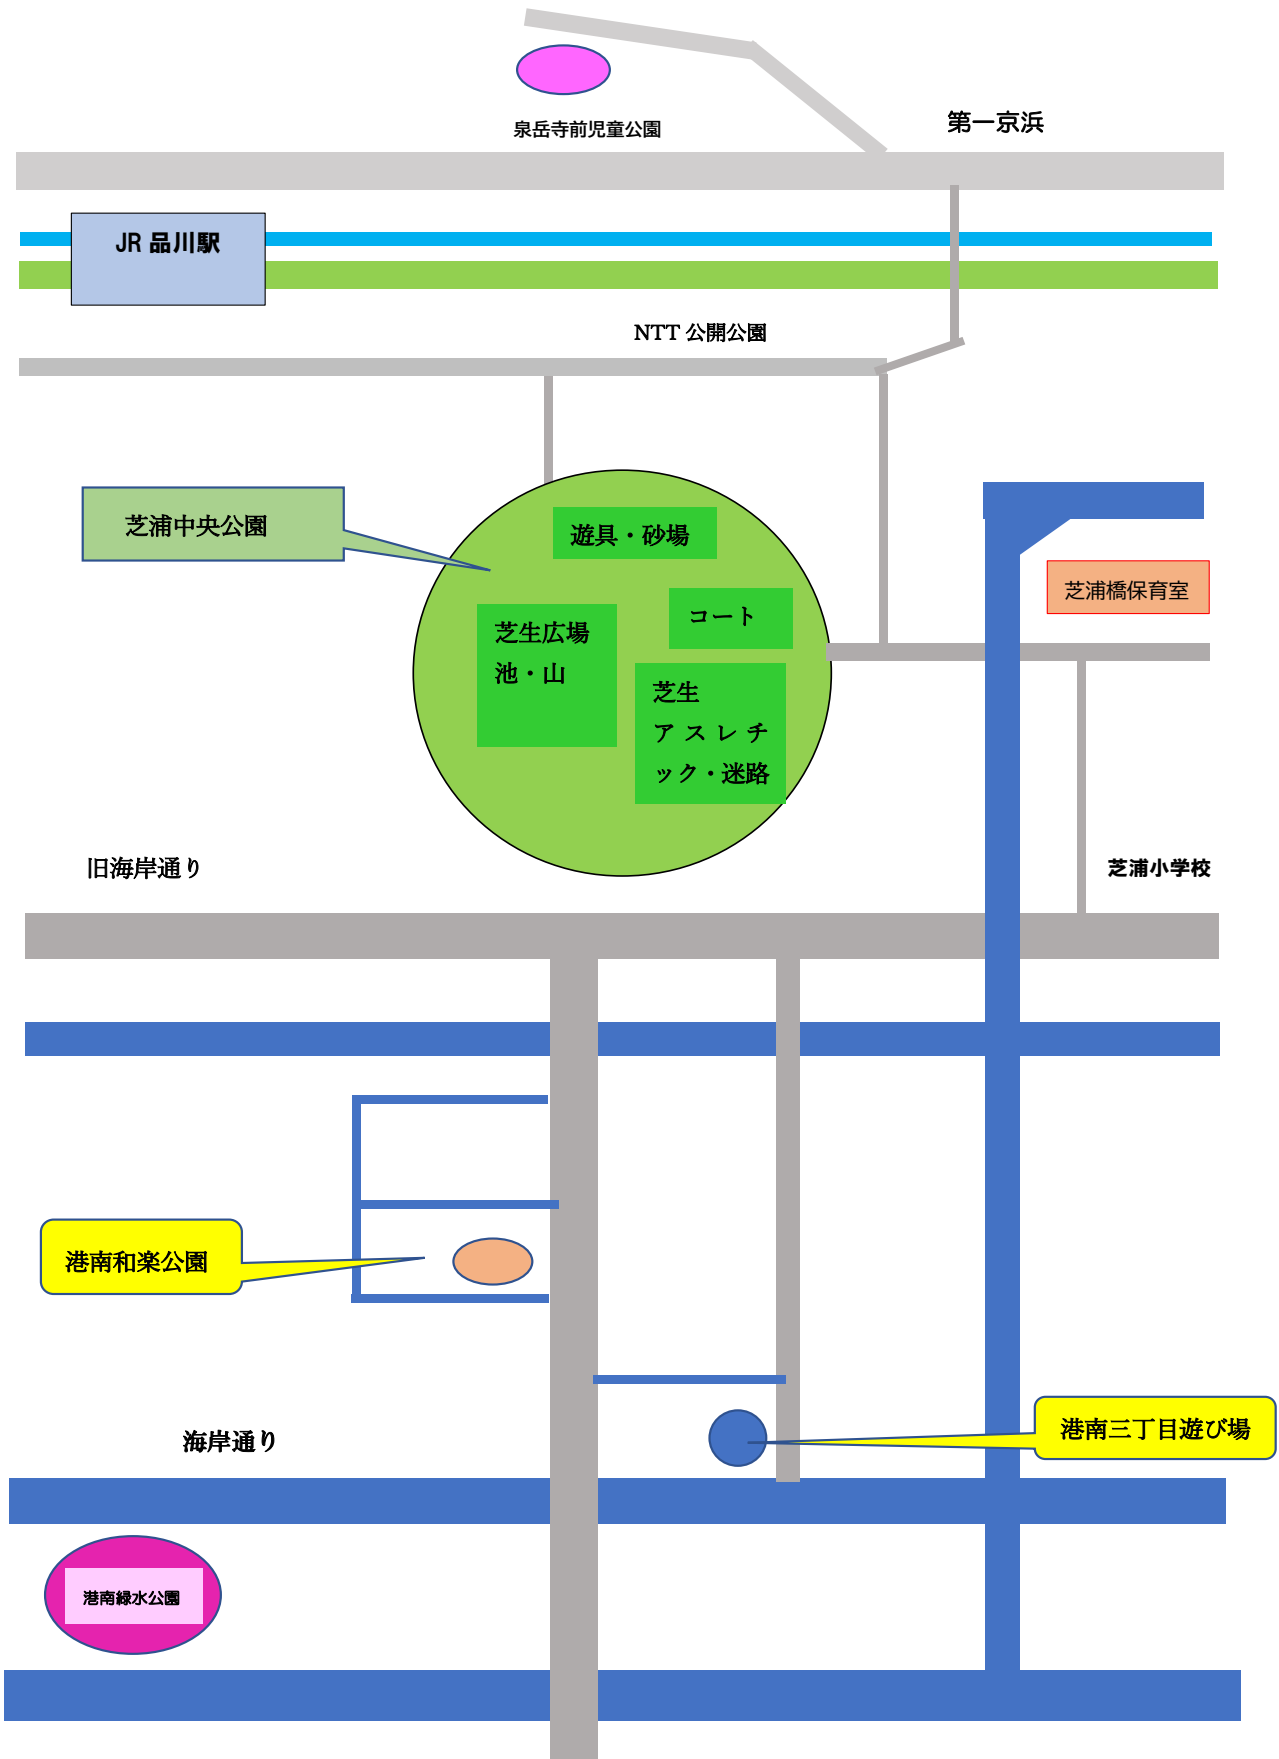 泉岳寺前児童公園
第一京浜
JR 品川駅
NTT 公開公園
芝浦中央公園
遊具・砂場
芝浦橋保育室
コート
芝生広場
池・山
芝生
アスレチ
ック・迷路
旧海岸通り
芝浦小学校
港南和楽公園
港南三丁目遊び場
海岸通り
港南緑水公園